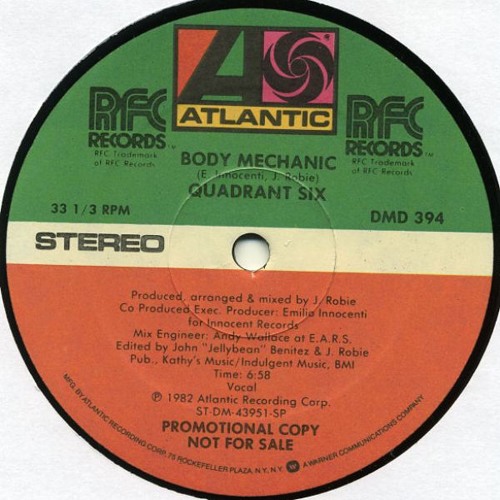 ATLANTIC
RFC
RECORDS™
RFC Trademark
of RFC Records
RFC
RECORDS™
RFC Trademark
of RFC Records
BODY MECHANIC
(E. Innocenti, J. Robie)
QUADRANT SIX
33 1/3 RPM
DMD 394
STEREO
Produced, arranged & mixed by J. Robie
Co Produced Exec. Producer: Emilio Innocenti
for Innocent Records
Mix Engineer: Andy Wallace at E.A.R.S.
Edited by John "Jellybean" Benitez & J. Robie
Pub., Kathy's Music/Indulgent Music, BMI
Time: 6:58
Vocal
℗ 1982 Atlantic Recording Corp.
ST-DM-43951-SP
PROMOTIONAL COPY
NOT FOR SALE
MFG. BY ATLANTIC RECORDING CORP. 75 ROCKEFELLER PLAZA, N.Y., N.Y. A WARNER COMMUNICATIONS COMPANY